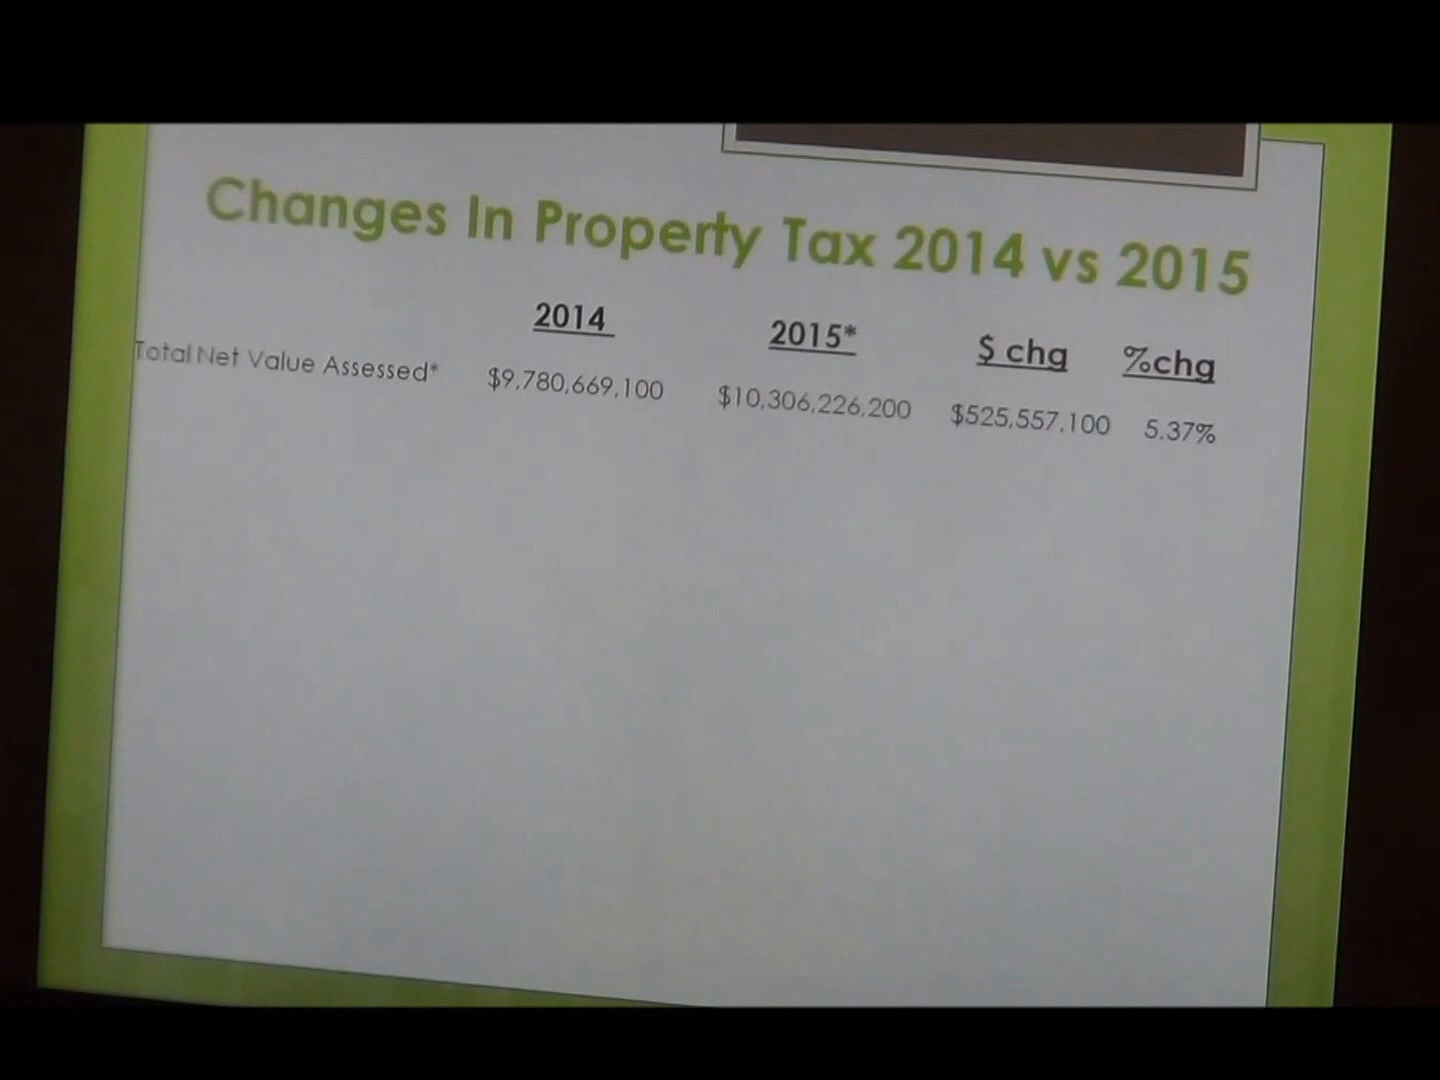 Changes In Property Tax 2014 vs 2015
2014 2015* $ chg %chg
Total Net Value Assessed* $9,780,669,100 $10,306,226,200 $525,557,100 5.37%